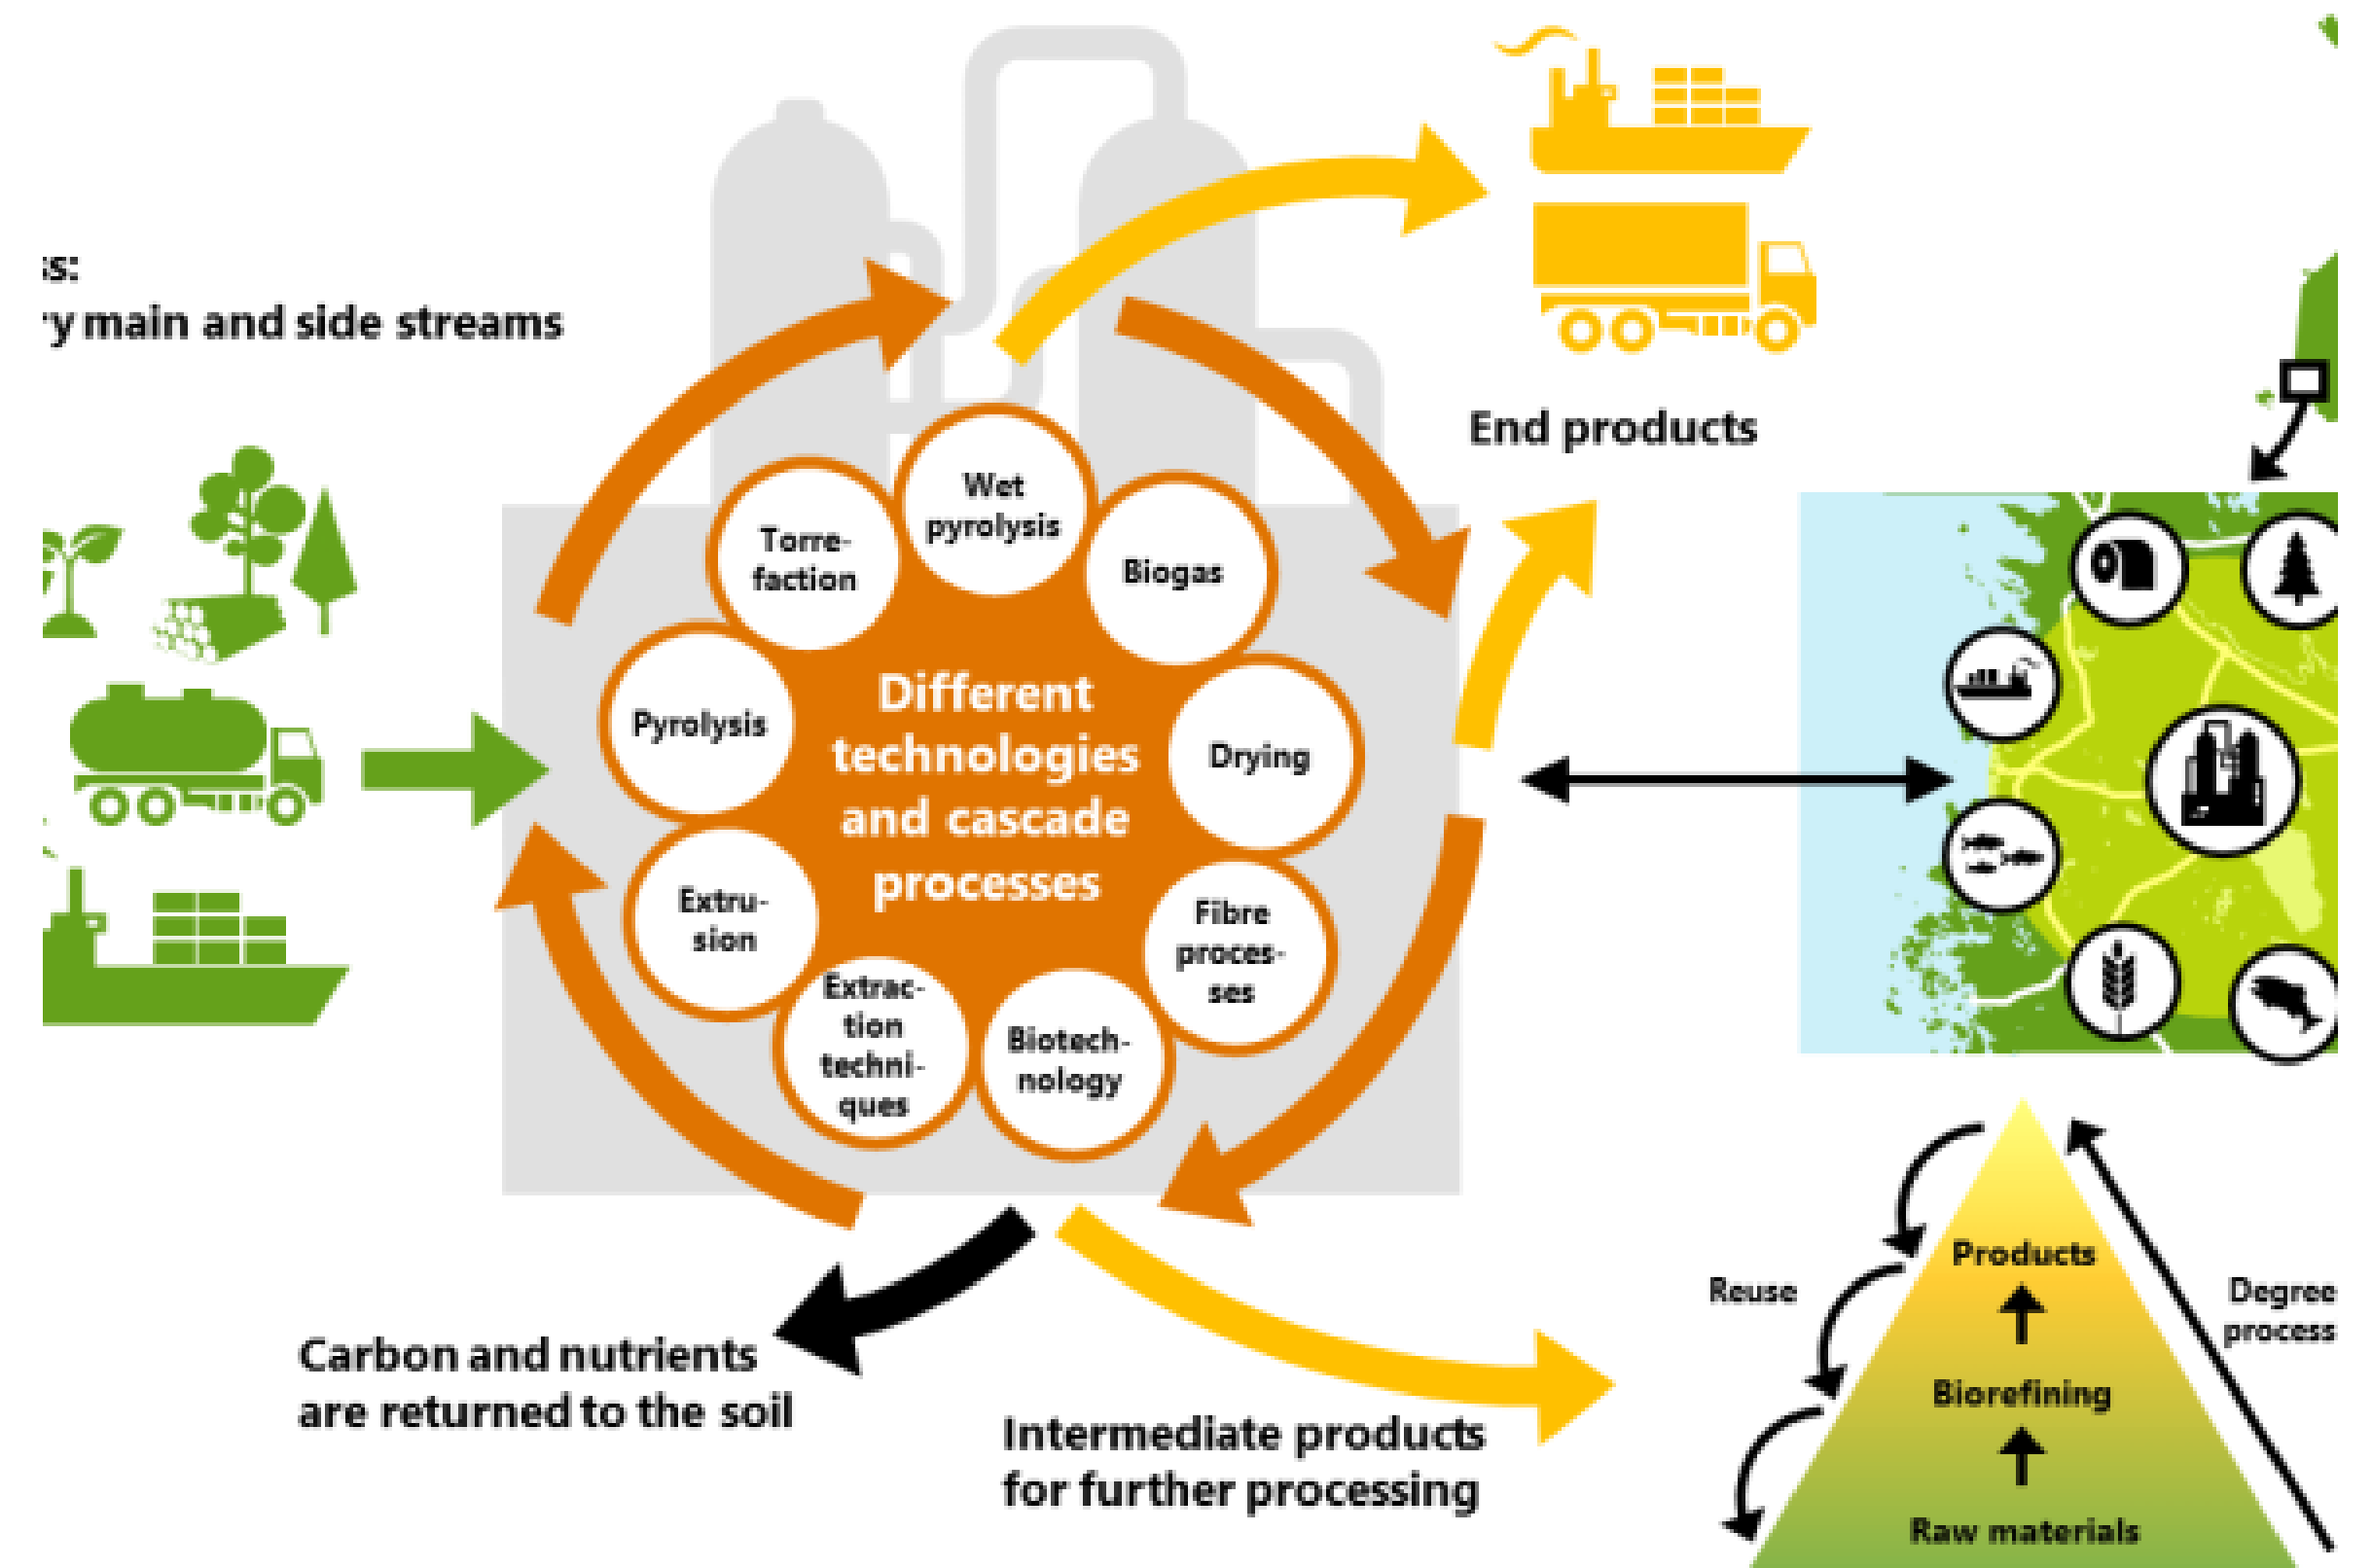 ss:
ry main and side streams
End products
Wet
pyrolysis
Torre-
faction
Biogas
Pyrolysis
Different
technologies
and cascade
processes
Drying
Extru-
sion
Fibre
proces-
ses
Extrac-
tion
techni-
ques
Biotech-
nology
Carbon and nutrients
are returned to the soil
Intermediate products
for further processing
Reuse
Products
Biorefining
Raw materials
Degree
process